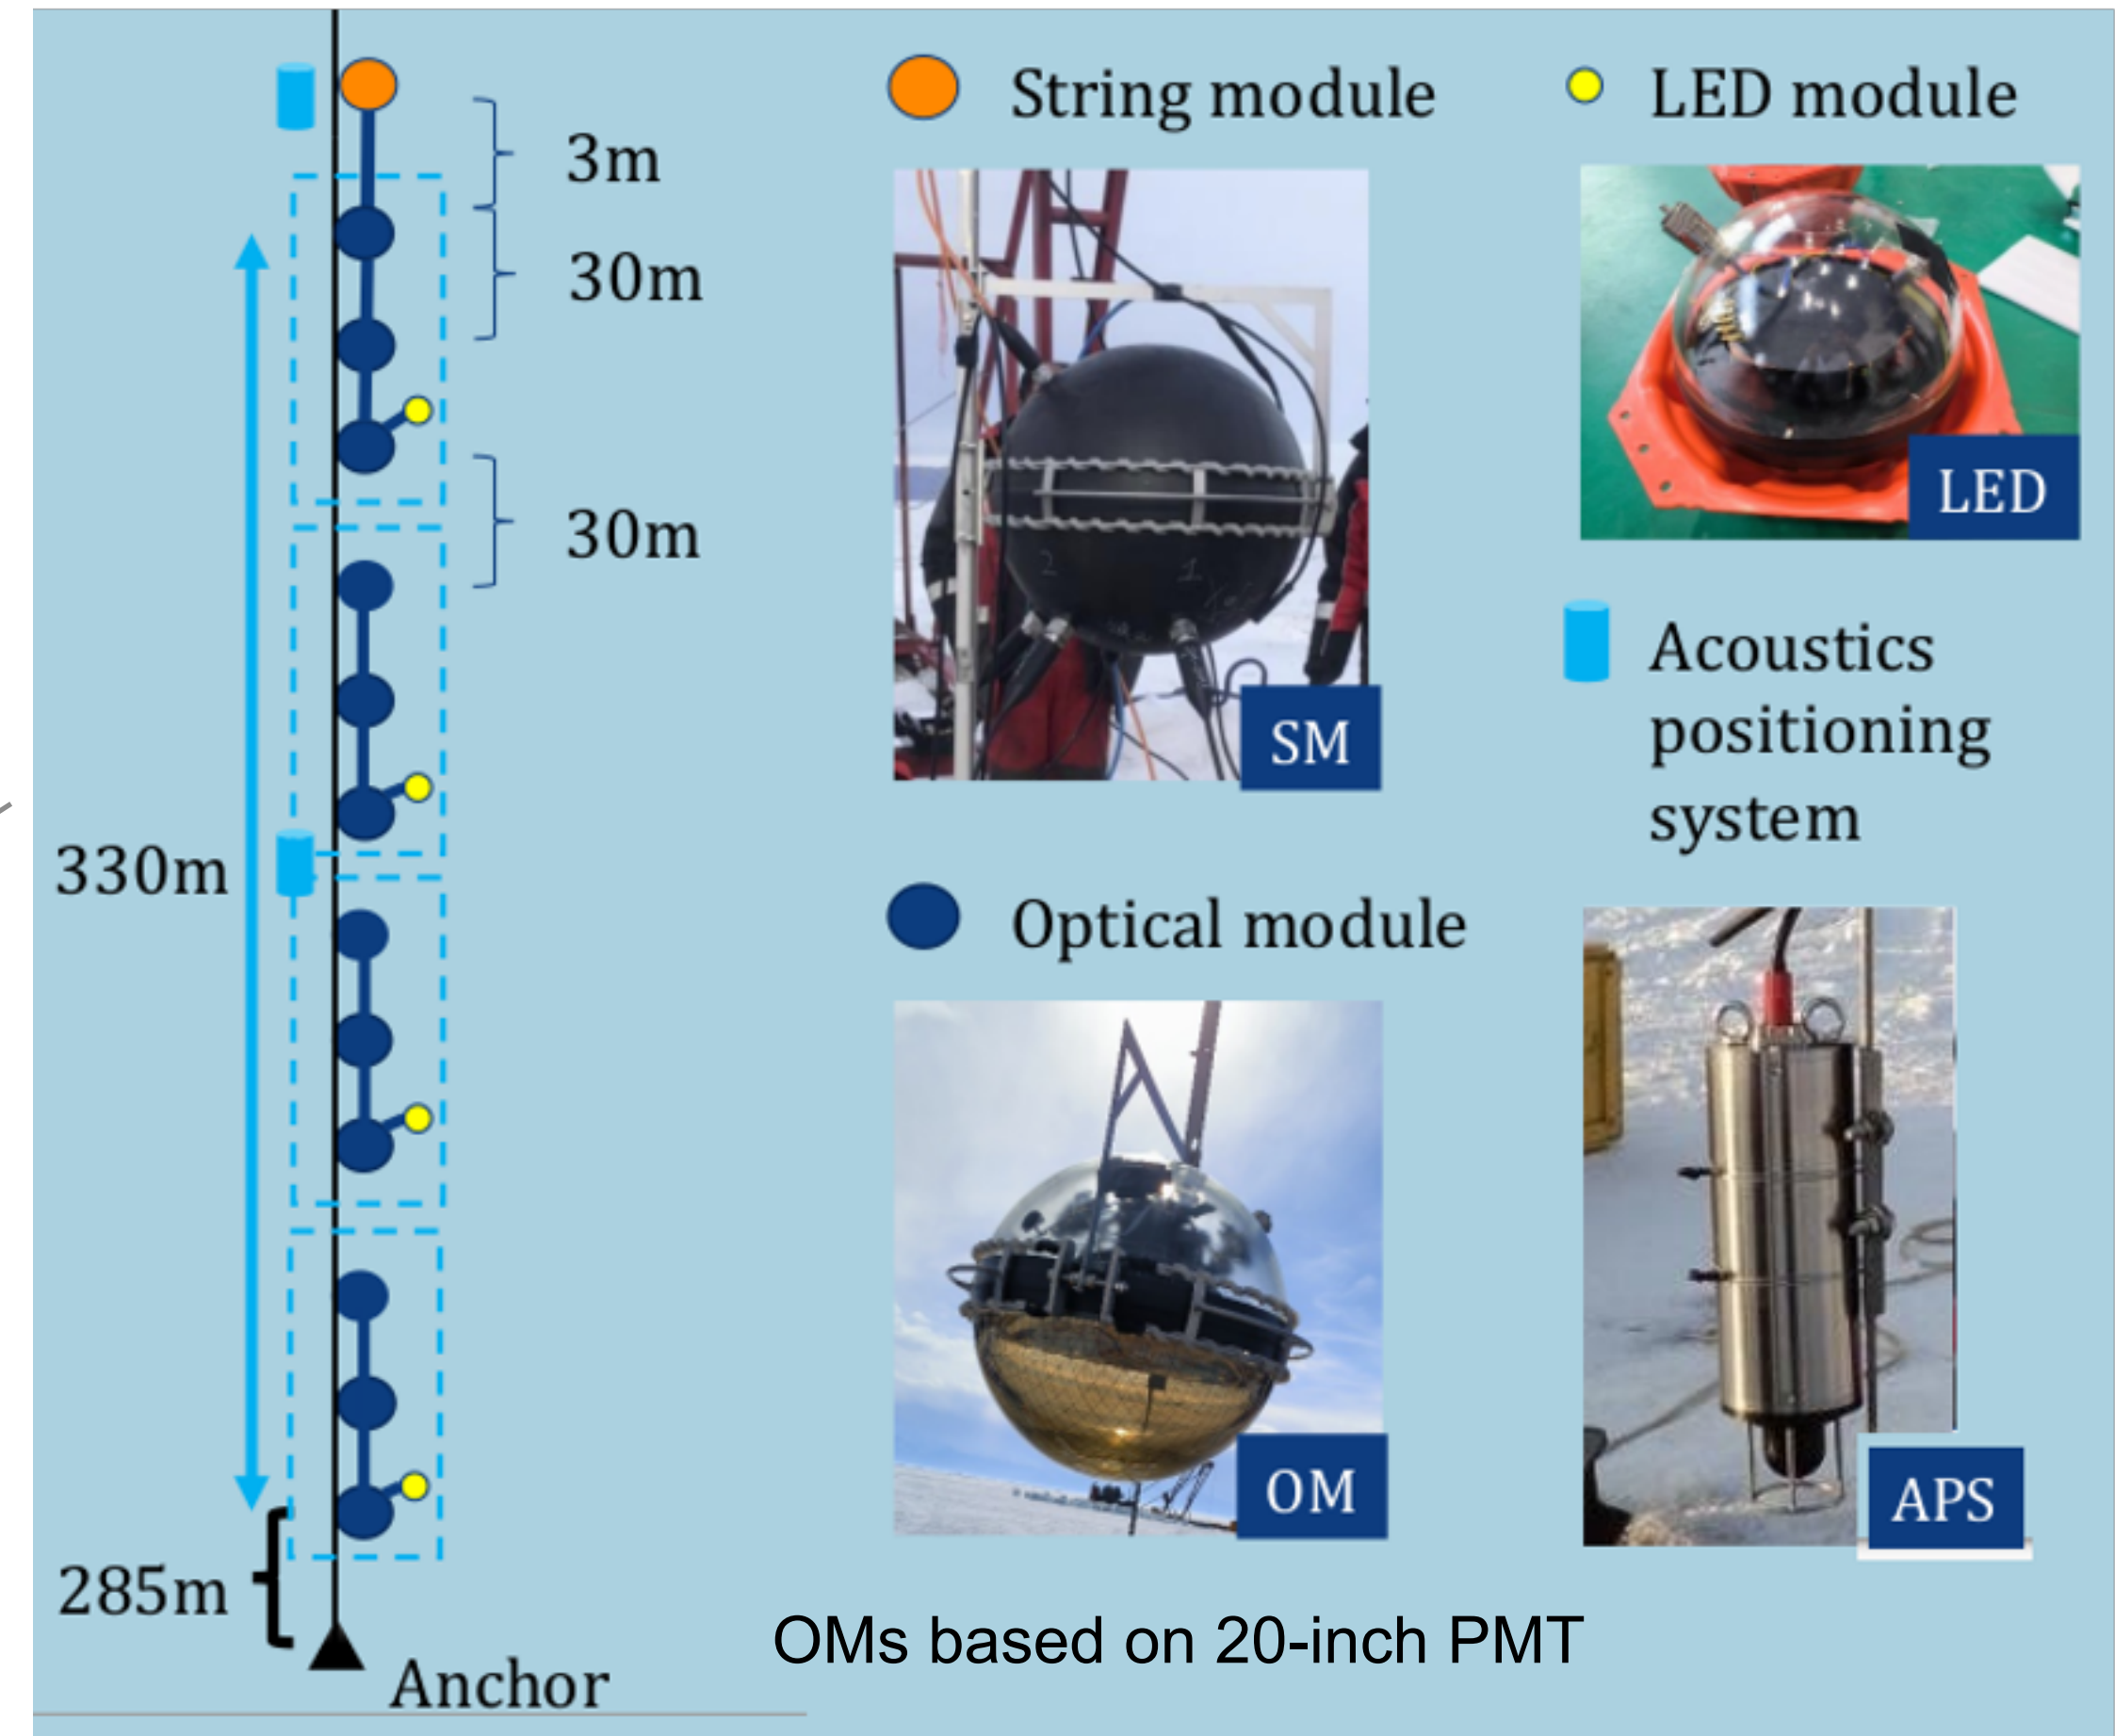 3m
30m
30m
330m
285m
Anchor
String module
SM
Optical module
OM
LED module
LED
Acoustics
positioning
system
APS
OMs based on 20-inch PMT